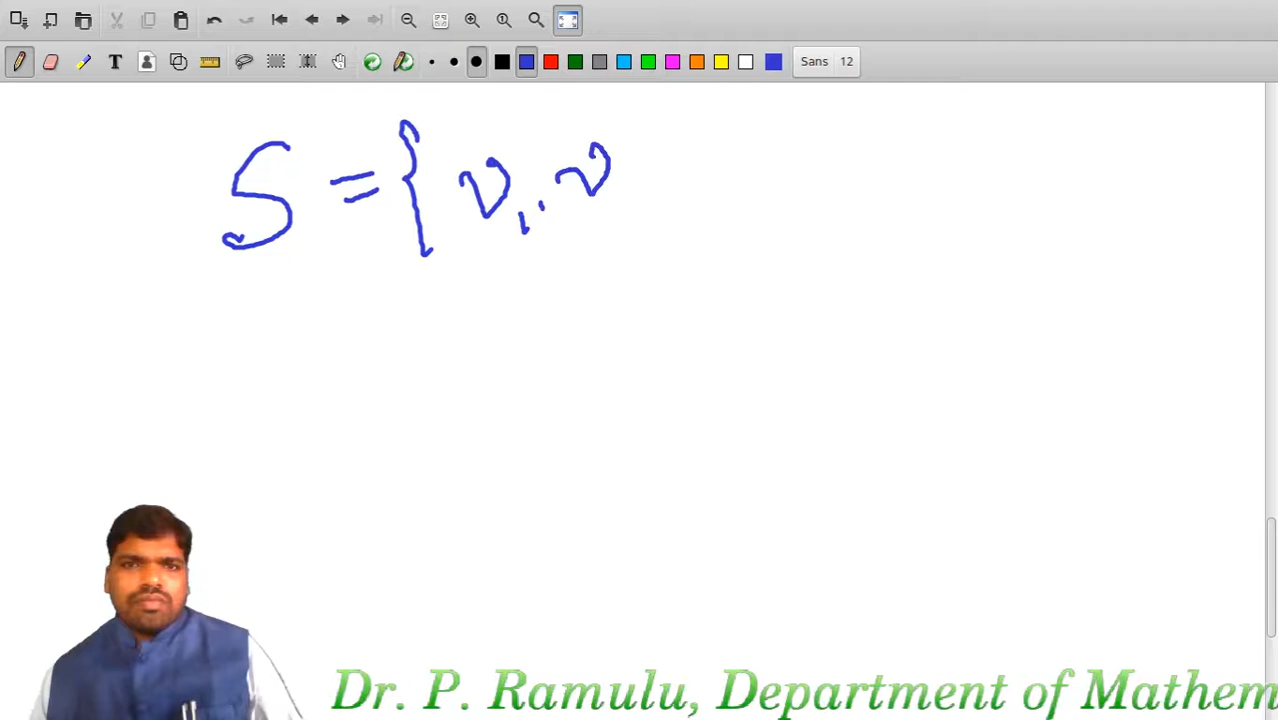 Sans 12
S = { v₁, v
Dr. P. Ramulu, Department of Mathem